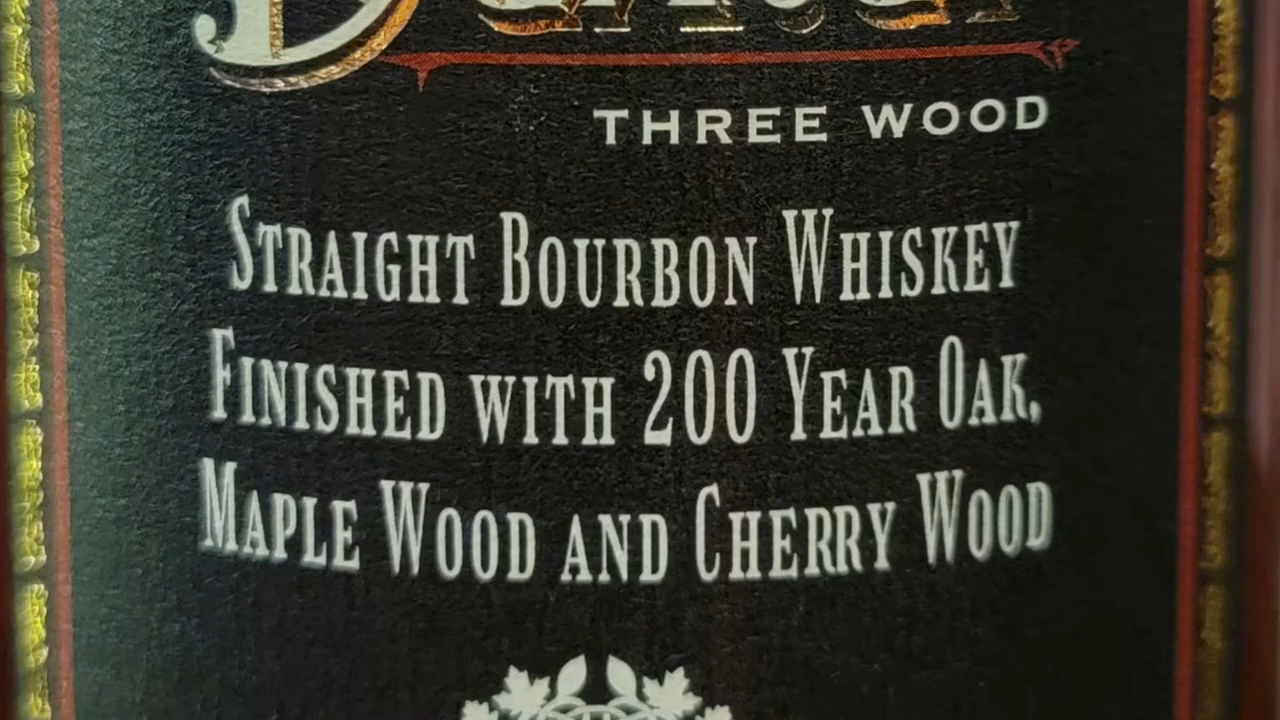 THREE WOOD
STRAIGHT BOURBON WHISKEY
FINISHED WITH 200 YEAR OAK,
MAPLE WOOD AND CHERRY WOOD